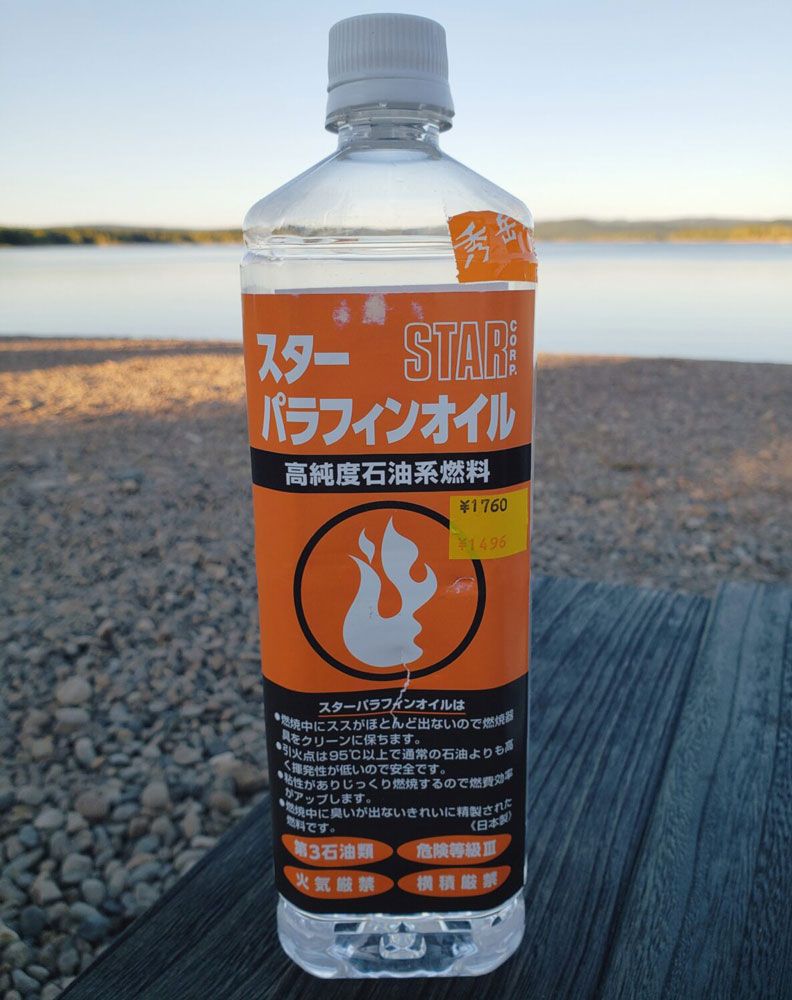 秀岳
スター
STAR CORP.
パラフィンオイル
高純度石油系燃料
¥1760
¥1496
スターパラフィンオイルは
●燃焼中にススがほとんど出ないので燃焼器
具をクリーンに保ちます。
●引火点は95℃以上で通常の石油よりも高
く揮発性が低いので安全です。
●粘性がありじっくり燃焼するので燃費効率
がアップします。
●燃焼中に臭いが出ないきれいに精製された
燃料です。
〈日本製〉
第3石油類
危険等級Ⅲ
火気厳禁
横積厳禁